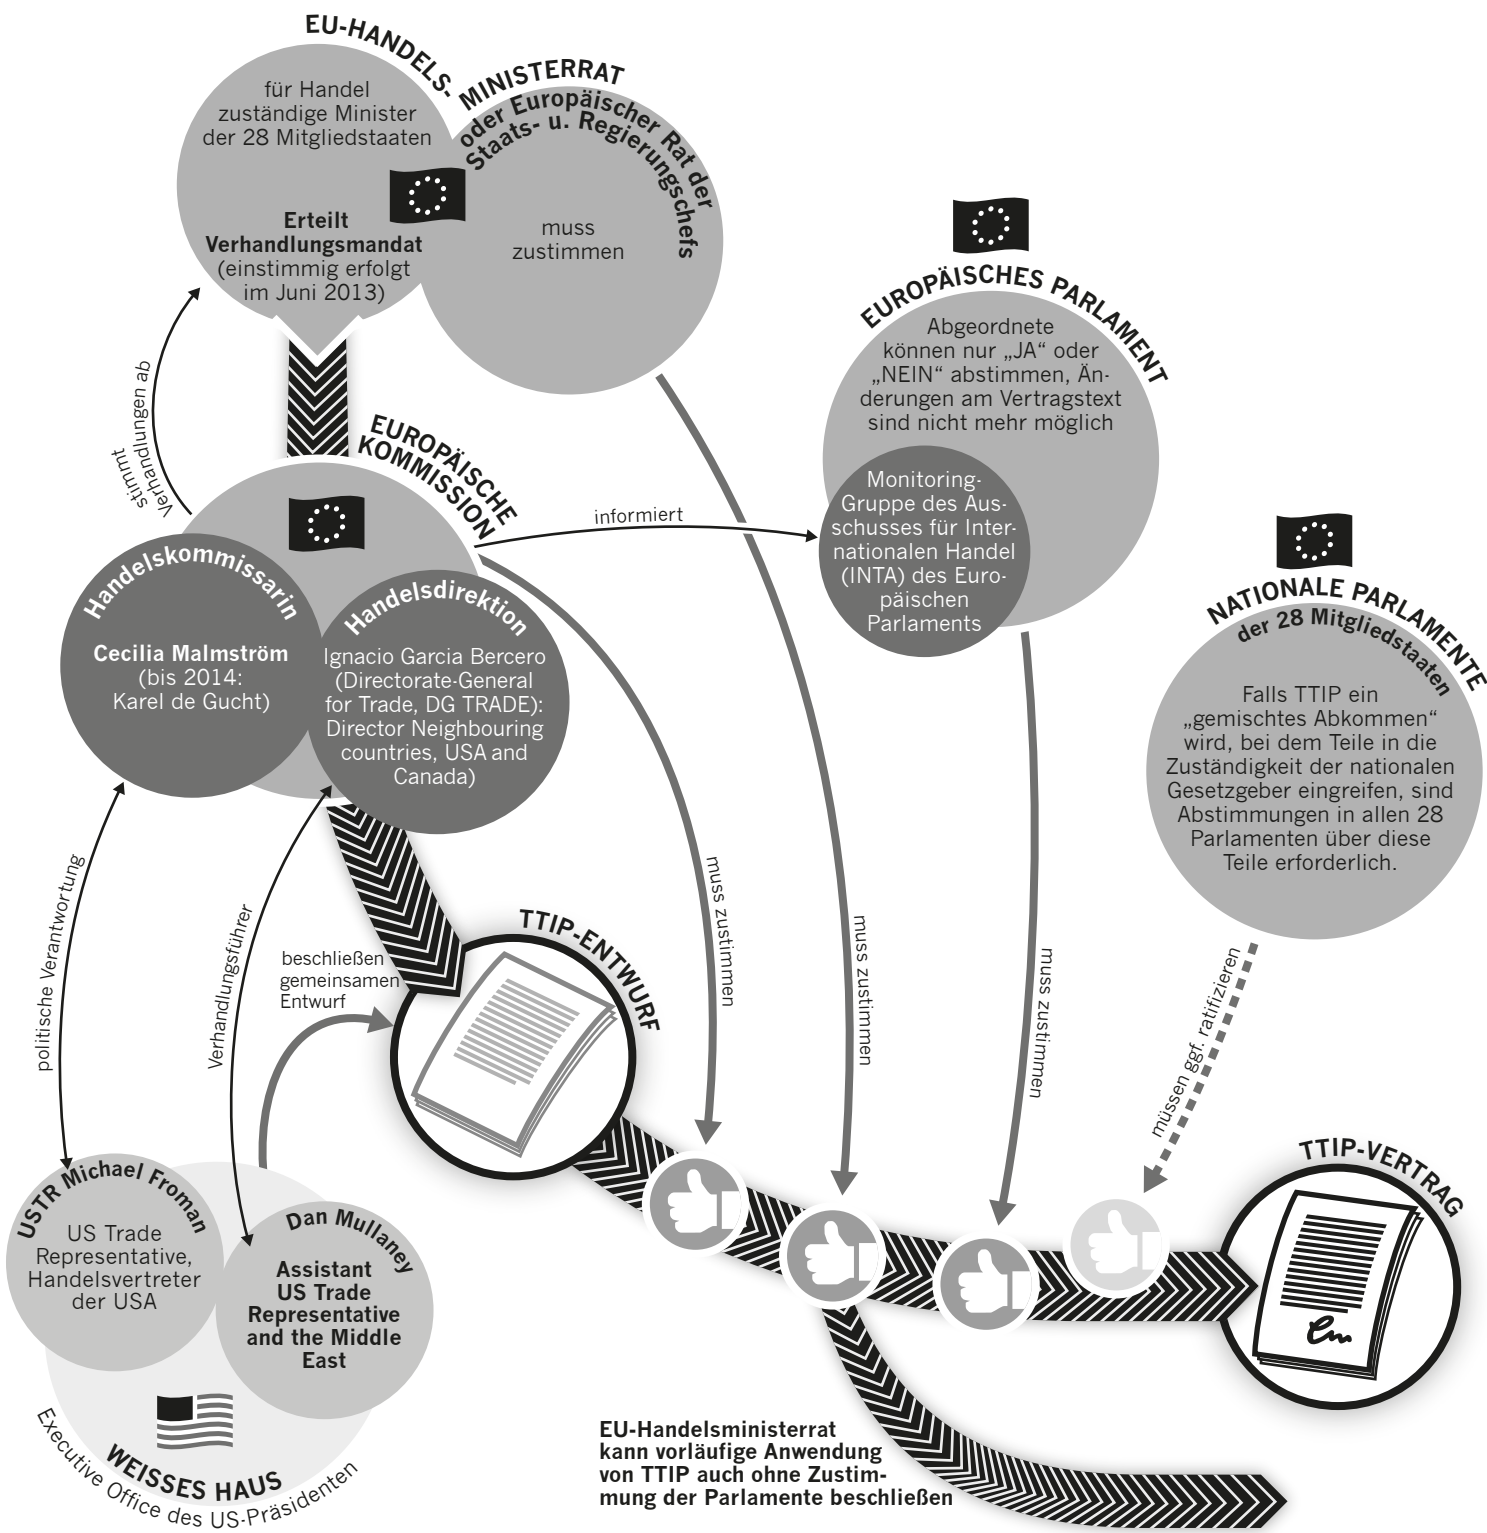 EU-HANDELS-
MINISTERRAT
oder Europäischer Rat der
Staats- u. Regierungschefs
für Handel
zuständige Minister
der 28 Mitgliedstaaten
Erteilt
Verhandlungsmandat
(einstimmig erfolgt
im Juni 2013)
muss
zustimmen
EUROPÄISCHES PARLAMENT
Abgeordnete
können nur „JA“ oder
„NEIN“ abstimmen, Än-
derungen am Vertragstext
sind nicht mehr möglich
Monitoring-
Gruppe des Aus-
schusses für Inter-
nationalen Handel
(INTA) des Euro-
päischen
Parlaments
stimmt
Verhandlungen ab
EUROPÄISCHE
KOMMISSION
informiert
Handelskommissarin
Cecilia Malmström
(bis 2014:
Karel de Gucht)
Handelsdirektion
Ignacio Garcia Bercero
(Directorate-General
for Trade, DG TRADE):
Director Neighbouring
countries, USA and
Canada)
NATIONALE PARLAMENTE
der 28 Mitgliedstaaten
Falls TTIP ein
„gemischtes Abkommen“
wird, bei dem Teile in die
Zuständigkeit der nationalen
Gesetzgeber eingreifen, sind
Abstimmungen in allen 28
Parlamenten über diese
Teile erforderlich.
politische Verantwortung
Verhandlungsführer
beschließen
gemeinsamen
Entwurf
TTIP-ENTWURF
muss zustimmen
muss zustimmen
muss zustimmen
müssen ggf. ratifizieren
TTIP-VERTRAG
USTR Michael Froman
US Trade
Representative,
Handelsvertreter
der USA
Dan Mullaney
Assistant
US Trade
Representative
and the Middle
East
WEISSES HAUS
Executive Office des US-Präsidenten
EU-Handelsministerrat
kann vorläufige Anwendung
von TTIP auch ohne Zustim-
mung der Parlamente beschließen